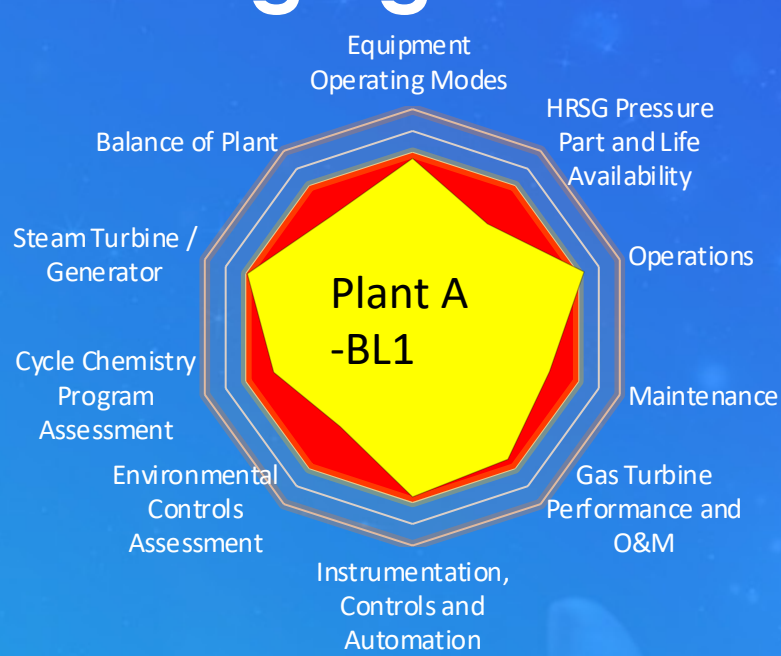 Equipment
Operating Modes
HRSG Pressure
Part and Life
Availability
Balance of Plant
Steam Turbine /
Generator
Operations
Plant A
-BL1
Cycle Chemistry
Program
Assessment
Maintenance
Environmental
Controls
Assessment
Gas Turbine
Performance and
O&M
Instrumentation,
Controls and
Automation